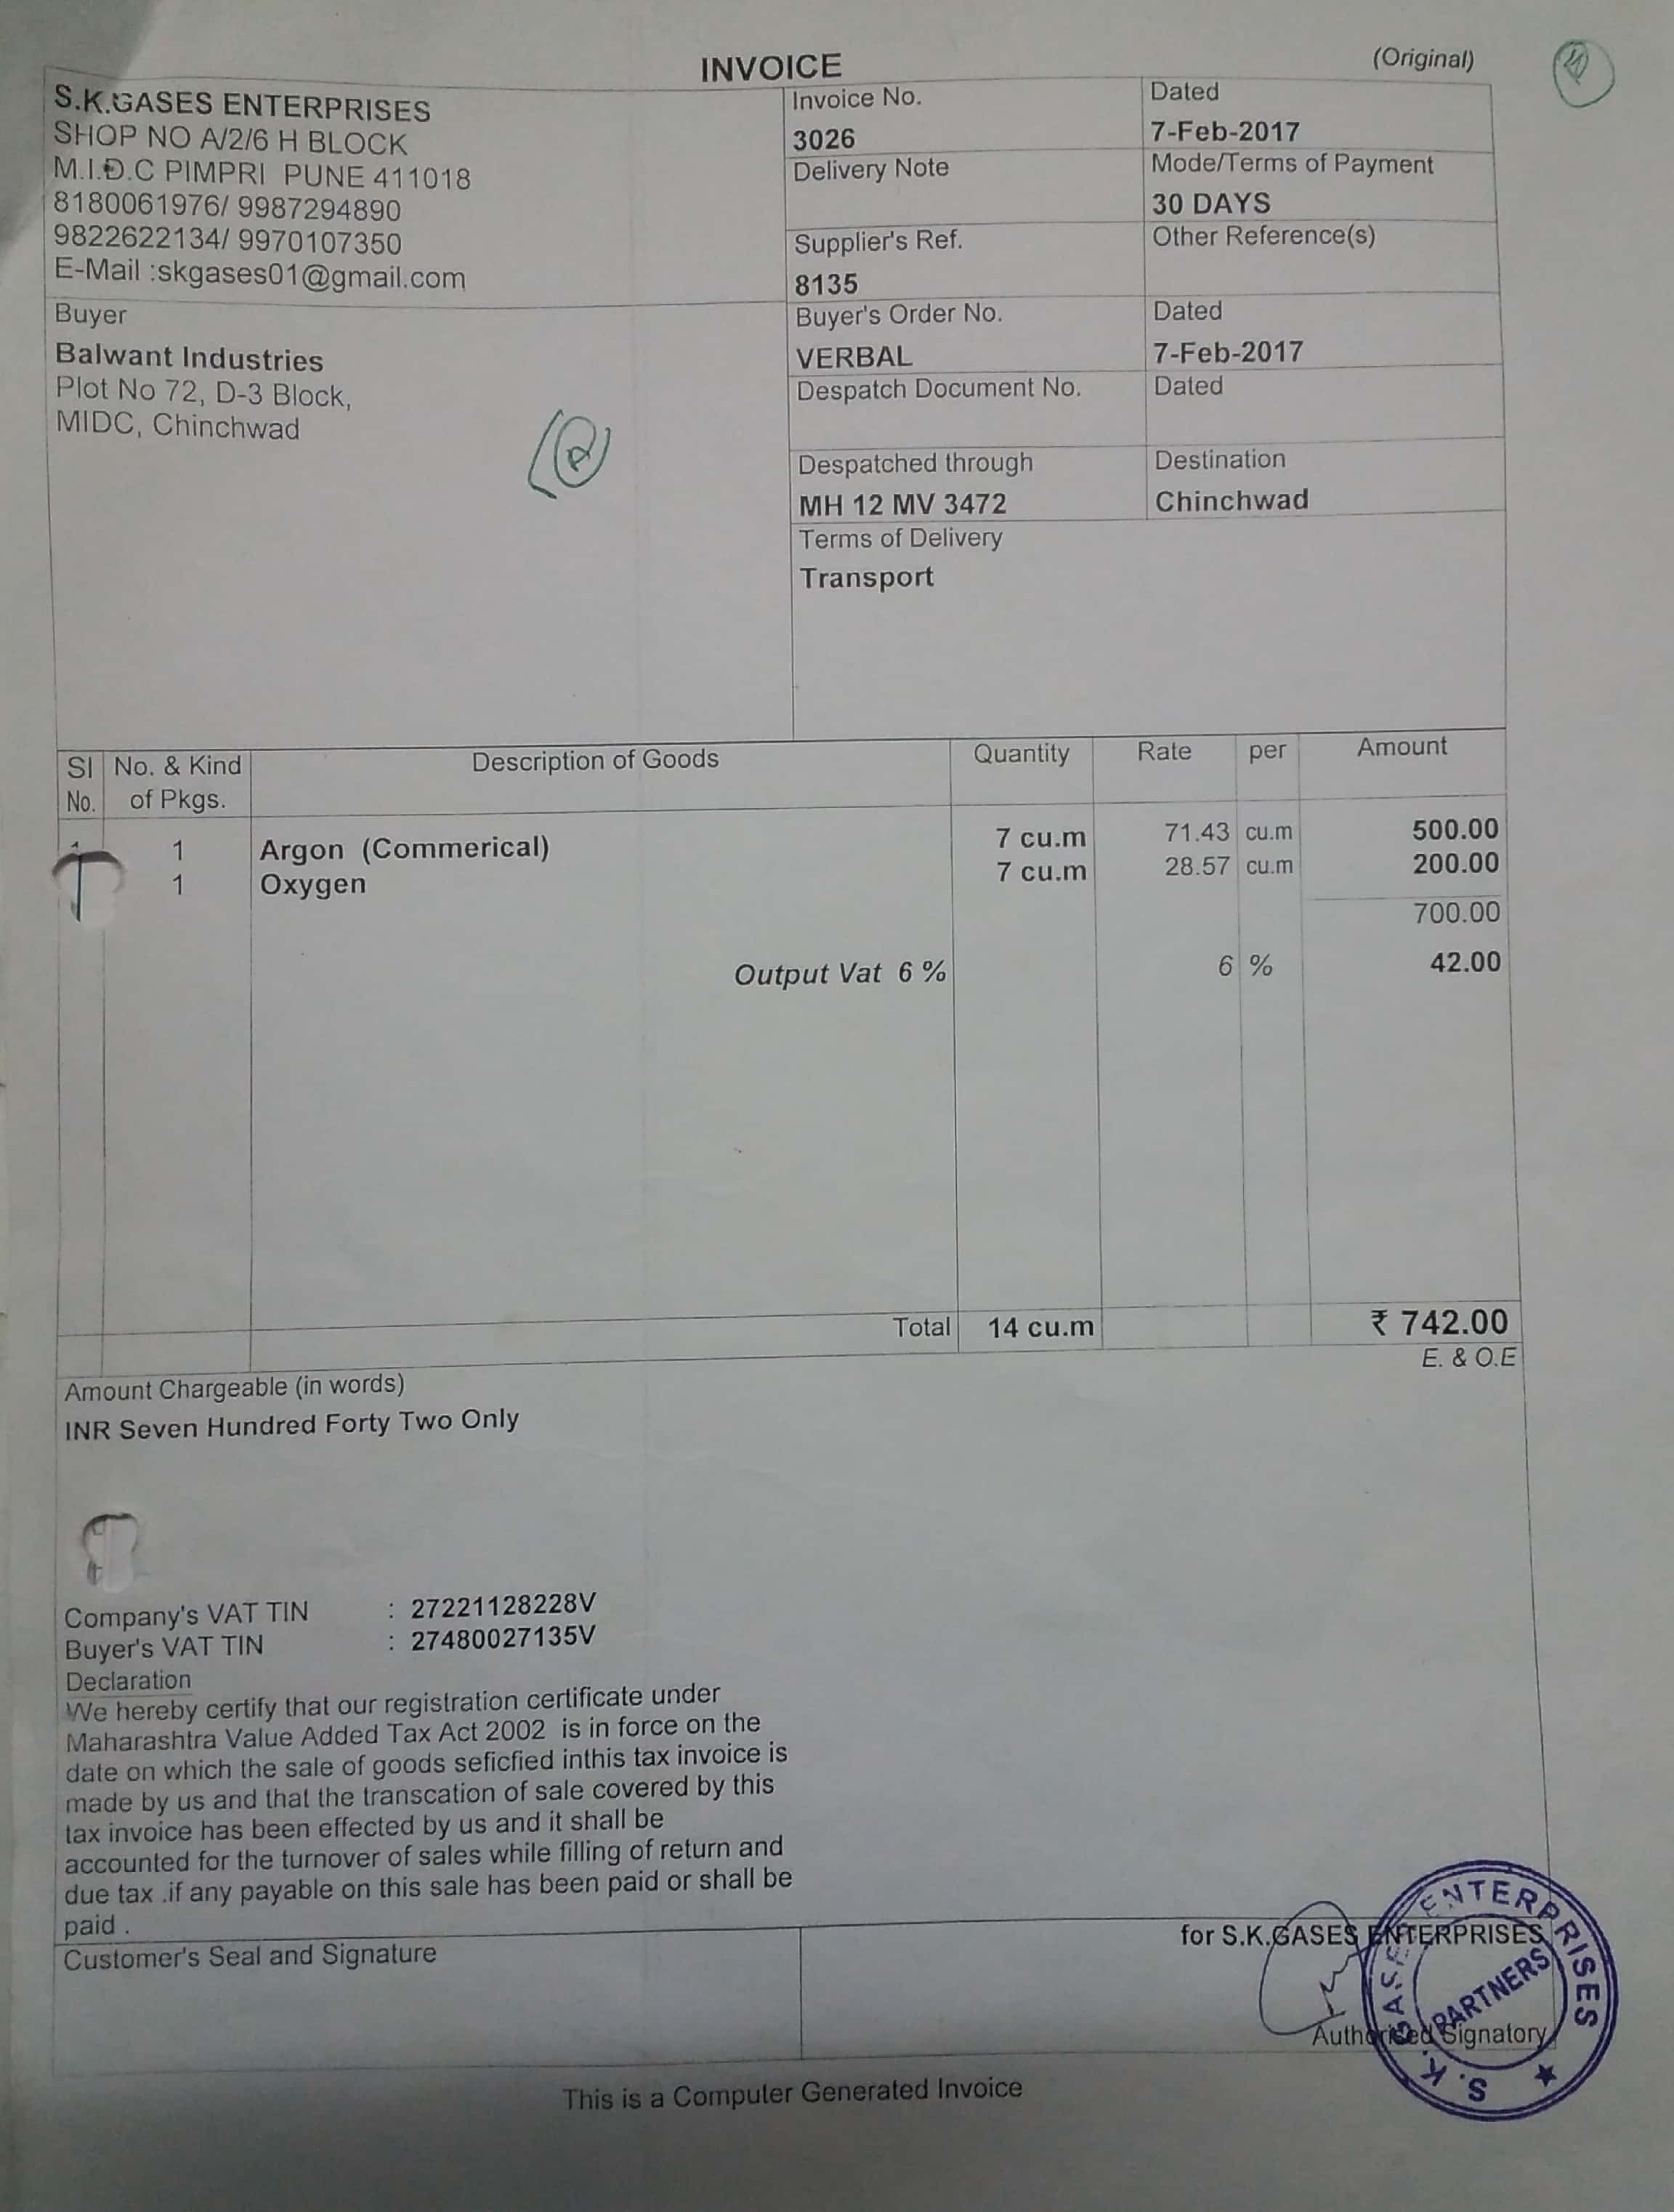 INVOICE
(Original)
S.K.GASES ENTERPRISES
SHOP NO A/2/6 H BLOCK
M.I.D.C PIMPRI PUNE 411018
8180061976/ 9987294890
9822622134/ 9970107350
E-Mail :skgases01@gmail.com
Invoice No.
3026
Dated
7-Feb-2017
Delivery Note
Mode/Terms of Payment
30 DAYS
Supplier's Ref.
8135
Other Reference(s)
Buyer
Balwant Industries
Plot No 72, D-3 Block,
MIDC, Chinchwad
Buyer's Order No.
VERBAL
Dated
7-Feb-2017
Despatch Document No.
Dated
Despatched through
MH 12 MV 3472
Destination
Chinchwad
Terms of Delivery
Transport
Sl No. No. & Kind of Pkgs. Description of Goods Quantity Rate per Amount
1 Argon (Commerical) 7 cu.m 71.43 cu.m 500.00
1 Oxygen 7 cu.m 28.57 cu.m 200.00
700.00
Output Vat 6 % 6 % 42.00
Total 14 cu.m ₹ 742.00
E. & O.E
Amount Chargeable (in words)
INR Seven Hundred Forty Two Only
Company's VAT TIN : 27221128228V
Buyer's VAT TIN : 27480027135V
Declaration
We hereby certify that our registration certificate under
Maharashtra Value Added Tax Act 2002 is in force on the
date on which the sale of goods seficfied inthis tax invoice is
made by us and that the transcation of sale covered by this
tax invoice has been effected by us and it shall be
accounted for the turnover of sales while filling of return and
due tax .if any payable on this sale has been paid or shall be
paid .
Customer's Seal and Signature
for S.K.GASES ENTERPRISES
Authorised Signatory
S.K. GASES ENTERPRISES
PARTNERS
This is a Computer Generated Invoice